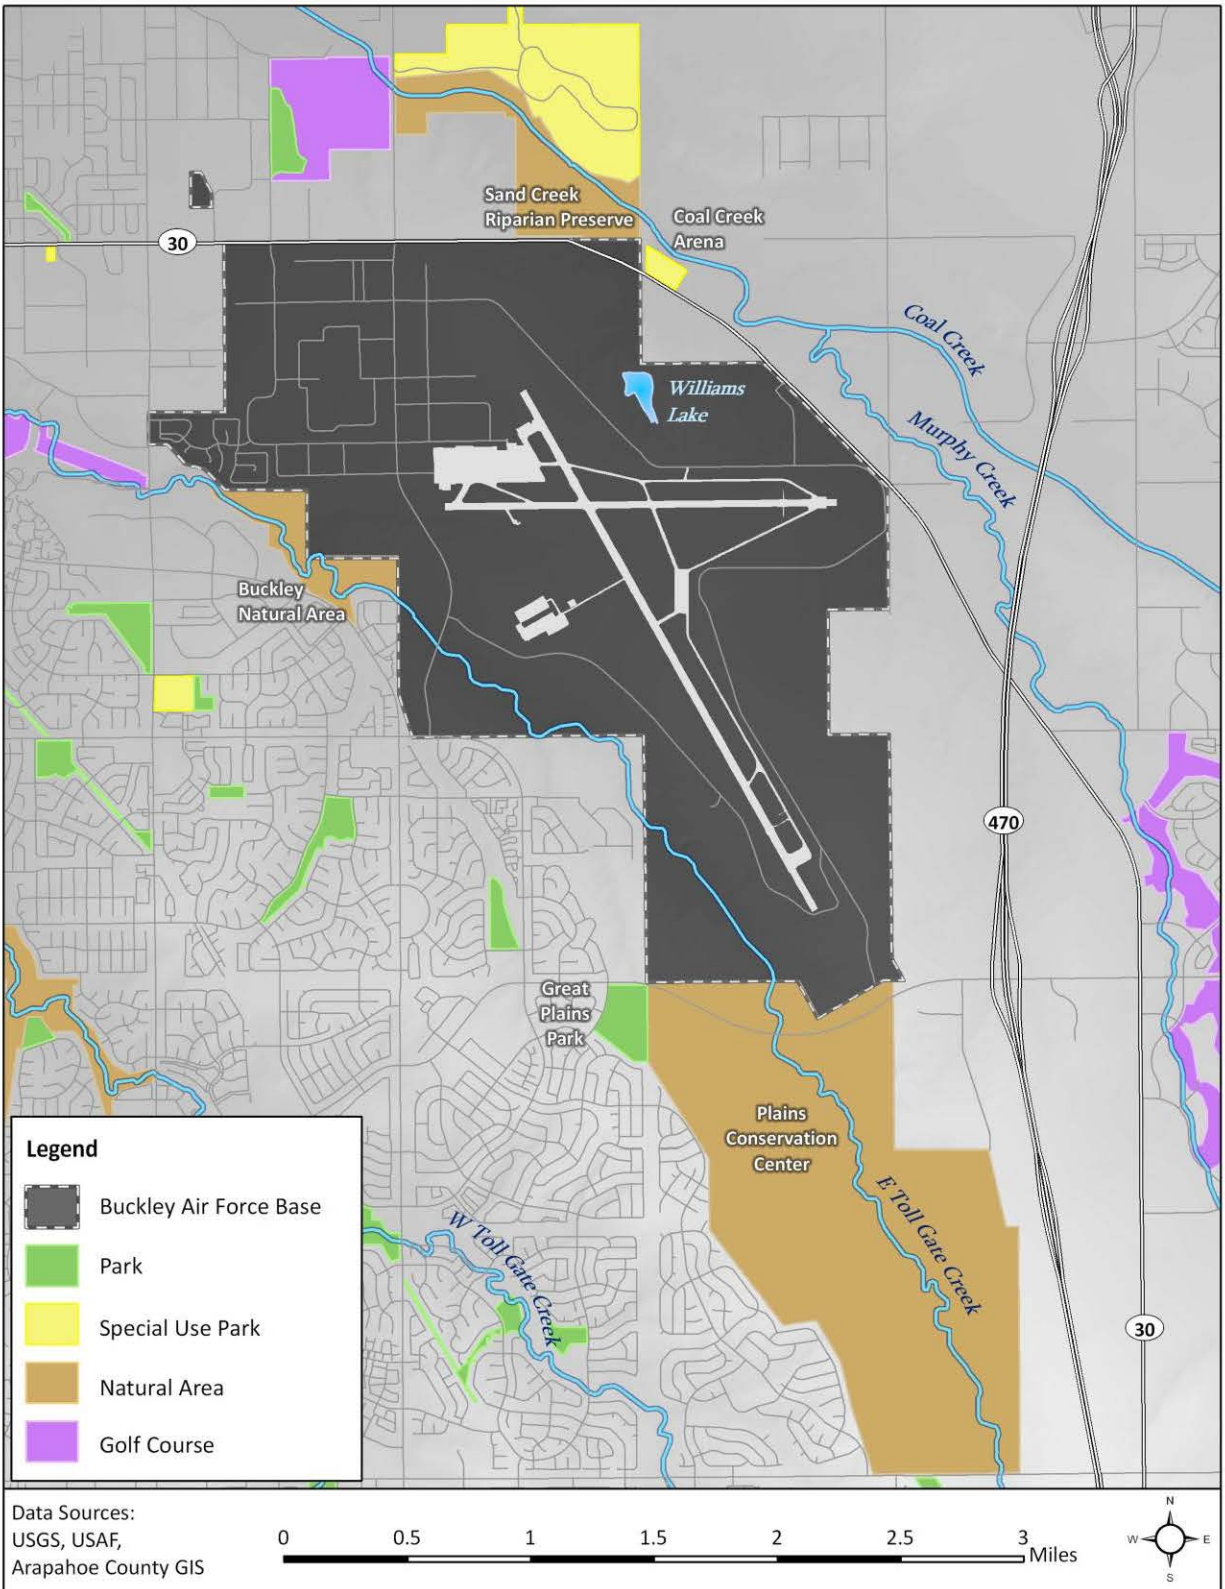 Sand Creek
Riparian Preserve
Coal Creek
Arena
30
Coal Creek
Williams
Lake
Murphy Creek
Buckley
Natural Area
470
Great
Plains
Park
Plains
Conservation
Center
E Toll Gate Creek
W Toll Gate Creek
30
Legend
Buckley Air Force Base
Park
Special Use Park
Natural Area
Golf Course
Data Sources:
USGS, USAF,
Arapahoe County GIS
0 0.5 1 1.5 2 2.5 3
Miles
N
W E
S